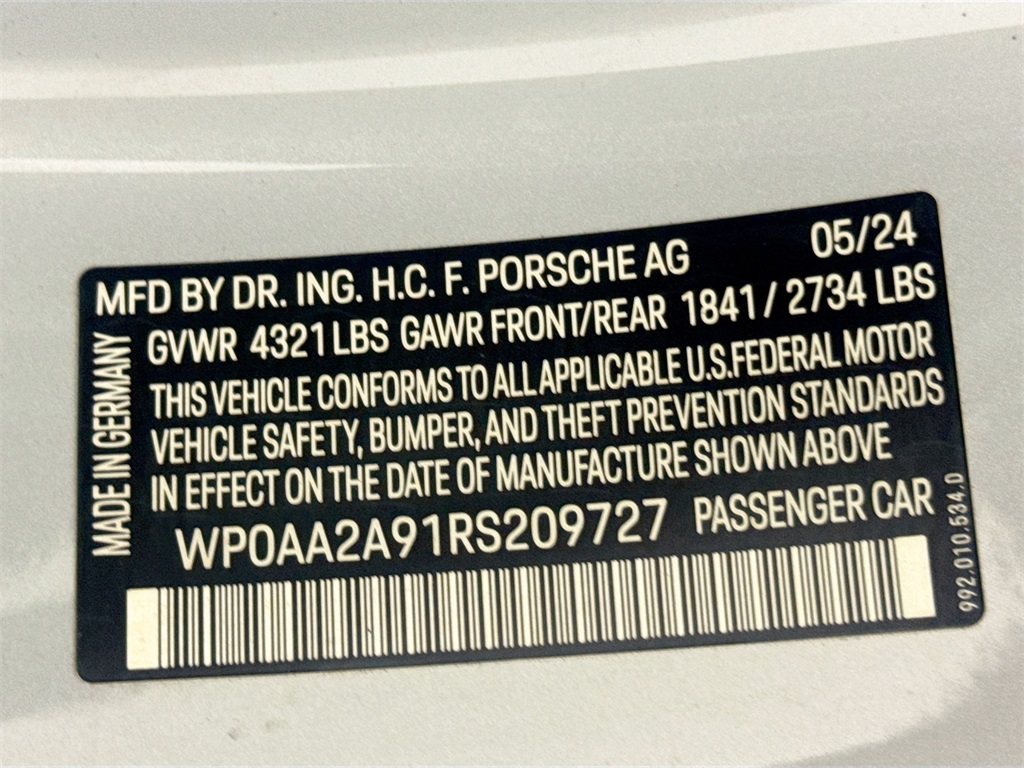 MFD BY DR. ING. H.C. F. PORSCHE AG 05/24
GVWR 4321 LBS GAWR FRONT/REAR 1841 / 2734 LBS
THIS VEHICLE CONFORMS TO ALL APPLICABLE U.S.FEDERAL MOTOR
VEHICLE SAFETY, BUMPER, AND THEFT PREVENTION STANDARDS
IN EFFECT ON THE DATE OF MANUFACTURE SHOWN ABOVE
WP0AA2A91RS209727 PASSENGER CAR
MADE IN GERMANY
992.010.534.0